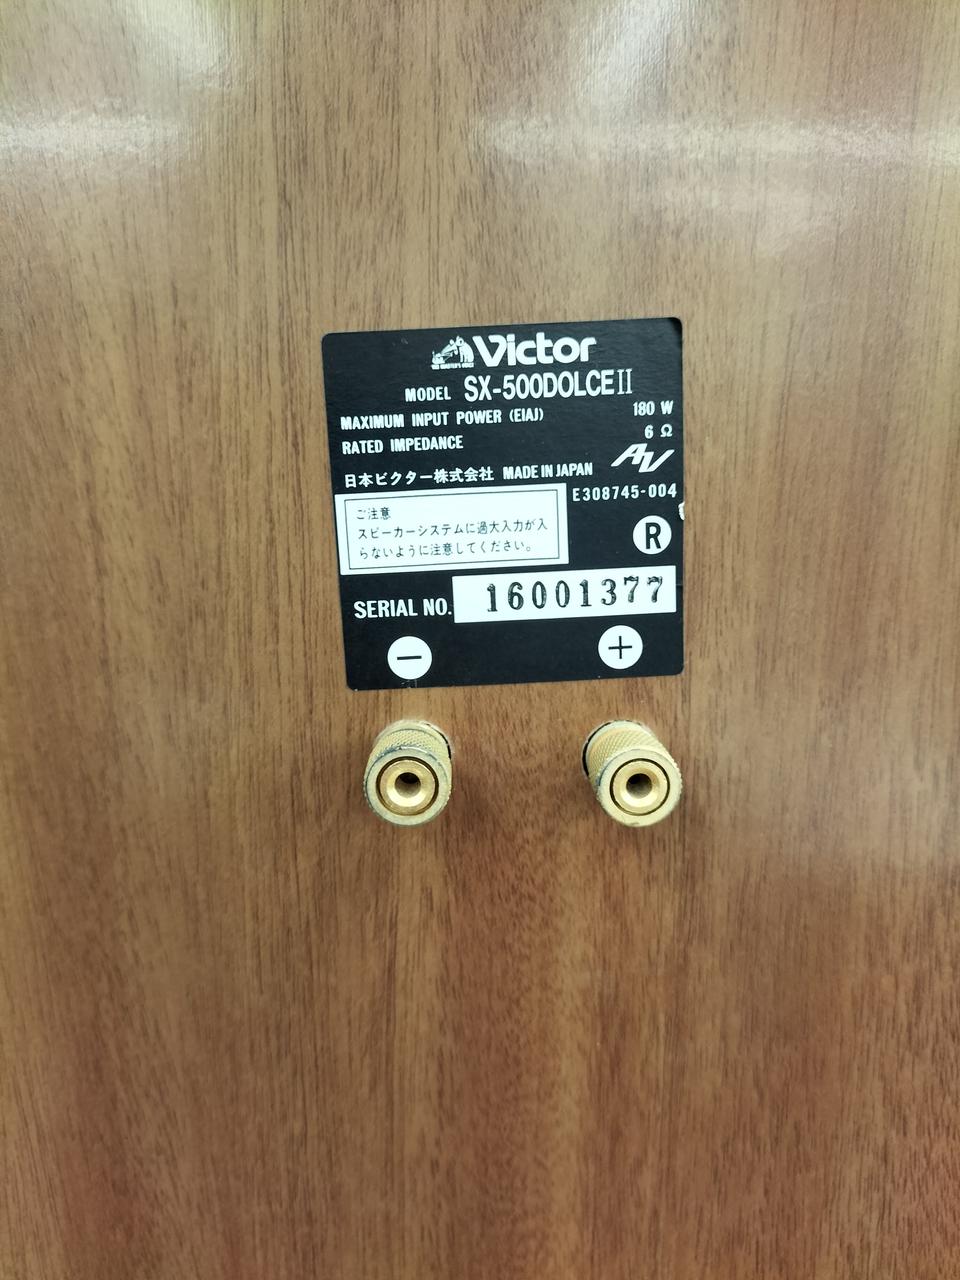 Victor
HIS MASTER'S VOICE
MODEL SX-500DOLCEⅡ
MAXIMUM INPUT POWER (EIAJ) 180 W
RATED IMPEDANCE 6 Ω
AV
日本ビクター株式会社 MADE IN JAPAN
E308745-004
ご注意
スピーカーシステムに過大入力が入
らないように注意してください。
R
SERIAL NO. 16001377
− +